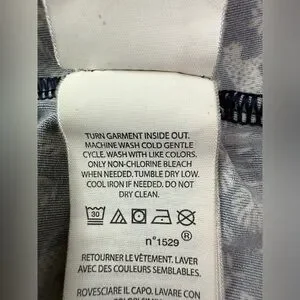 TURN GARMENT INSIDE OUT.
MACHINE WASH COLD GENTLE
CYCLE. WASH WITH LIKE COLORS.
ONLY NON-CHLORINE BLEACH
WHEN NEEDED. TUMBLE DRY LOW.
COOL IRON IF NEEDED. DO NOT
DRY CLEAN.
30
n°1529 ®
RETOURNER LE VÊTEMENT. LAVER
AVEC DES COULEURS SEMBLABLES.
ROVESCIARE IL CAPO. LAVARE CON